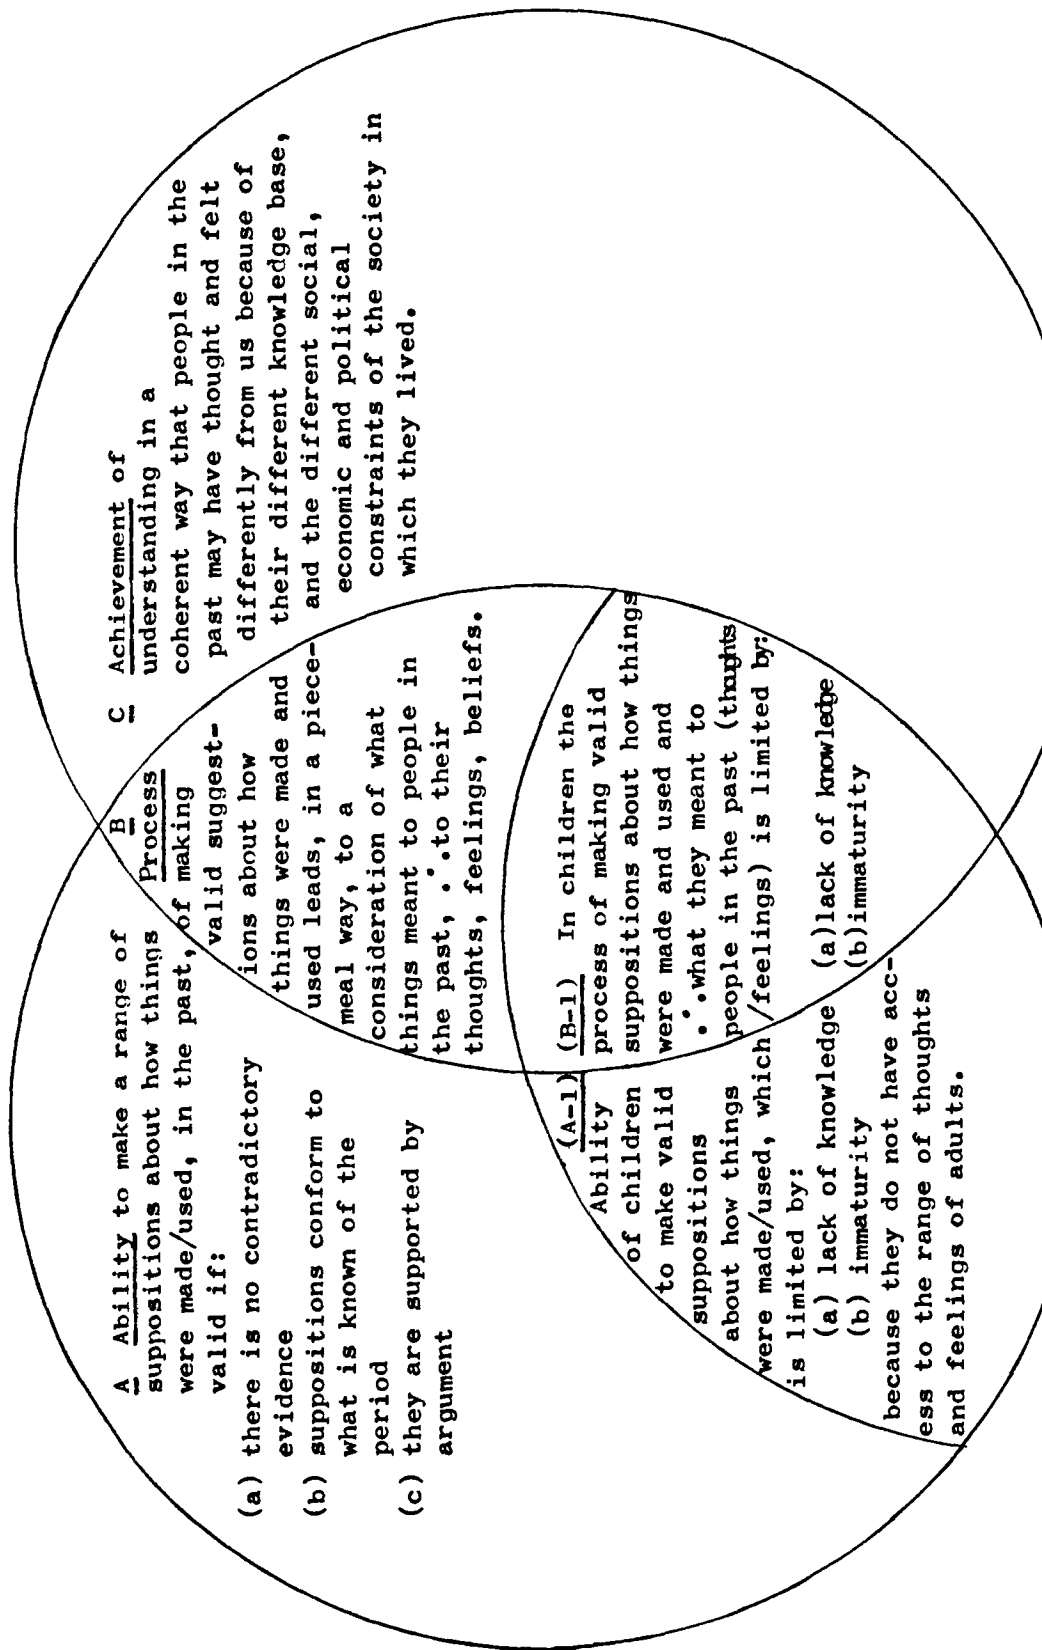 A Ability to make a range of
suppositions about how things
were made/used, in the past,
valid if:
(a) there is no contradictory
evidence
(b) suppositions conform to
what is known of the
period
(c) they are supported by
argument
B
Process
of making
valid suggest-
ions about how
things were made and
used leads, in a piece-
meal way, to a
consideration of what
things meant to people in
the past, ∴ to their
thoughts, feelings, beliefs.
C Achievement of
understanding in a
coherent way that people in the
past may have thought and felt
differently from us because of
their different knowledge base,
and the different social,
economic and political
constraints of the society in
which they lived.
(A-1)
Ability
of children
to make valid
suppositions
about how things
were made/used, which
is limited by:
(a) lack of knowledge
(b) immaturity
because they do not have acc-
ess to the range of thoughts
and feelings of adults.
(B-1) In children the
process of making valid
suppositions about how things
were made and used and
∴ what they meant to
people in the past (thoughts
/feelings) is limited by:
(a)lack of knowledge
(b)immaturity